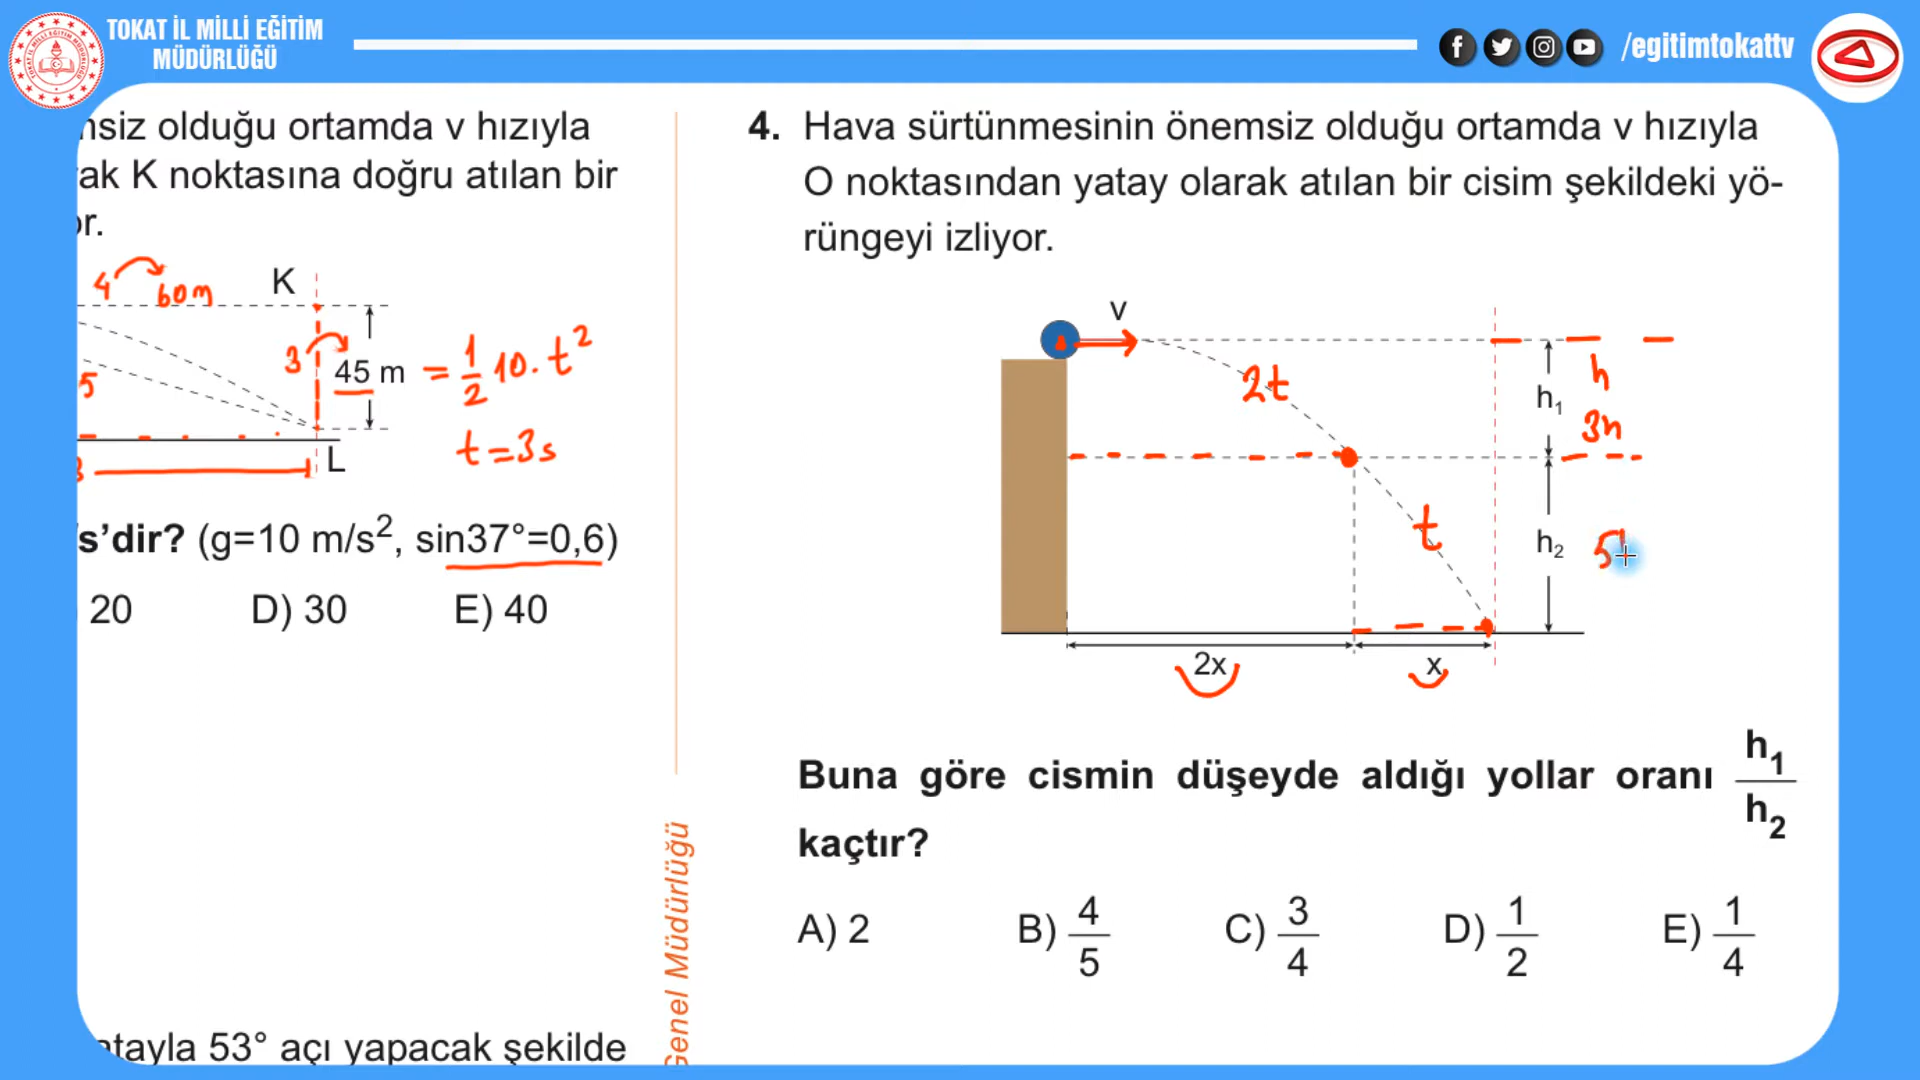 TOKAT İL MİLLİ EĞİTİM
MÜDÜRLÜĞÜ
/egitimtokattv
nsiz olduğu ortamda v hızıyla
ak K noktasına doğru atılan bir
or.
4 60m
K
3
45 m = 1/2 10. t²
5
t=3s
L
s'dir? (g=10 m/s², sin37°=0,6)
20 D) 30 E) 40
atayla 53° açı yapacak şekilde
Genel Müdürlüğü
4. Hava sürtünmesinin önemsiz olduğu ortamda v hızıyla
O noktasından yatay olarak atılan bir cisim şekildeki yö-
rüngeyi izliyor.
v
2t
h
h₁
3h
t
h₂
5
2x x
Buna göre cismin düşeyde aldığı yollar oranı h₁/h₂
kaçtır?
A) 2 B) 4/5 C) 3/4 D) 1/2 E) 1/4